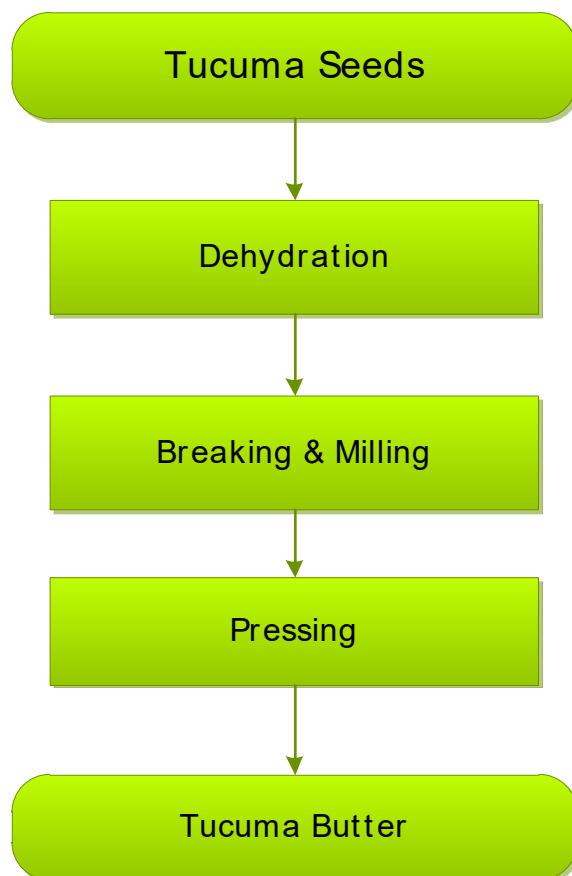 Tucuma Seeds
Dehydration
Breaking & Milling
Pressing
Tucuma Butter